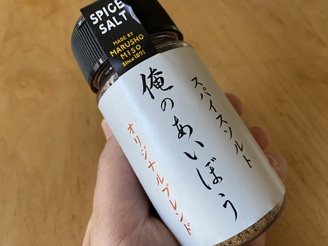 SPICE
SALT
MADE BY
MARUSHO
MISO
Since 1891
スパイスソルト
俺のあいぼう
オリジナルブレンド